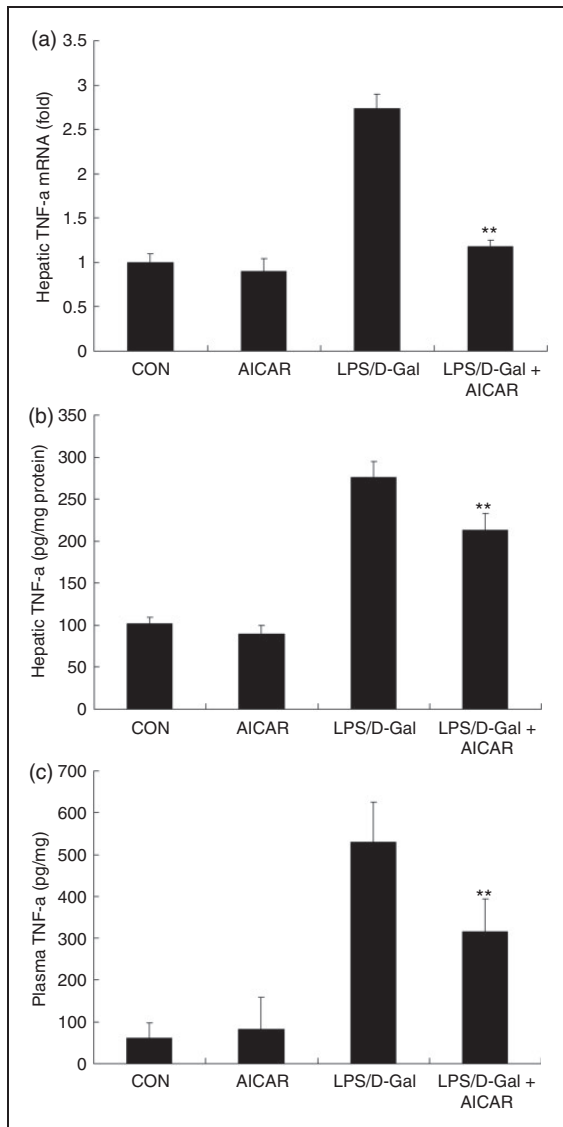 (a)
Hepatic TNF-a mRNA (fold)
3.5
3
2.5
2
1.5
1
0.5
0
**
CON AICAR LPS/D-Gal LPS/D-Gal +
AICAR
(b)
Hepatic TNF-a (pg/mg protein)
350
300
250
200
150
100
50
0
**
CON AICAR LPS/D-Gal LPS/D-Gal +
AICAR
(c)
Plasma TNF-a (pg/mg)
700
600
500
400
300
200
100
0
**
CON AICAR LPS/D-Gal LPS/D-Gal +
AICAR